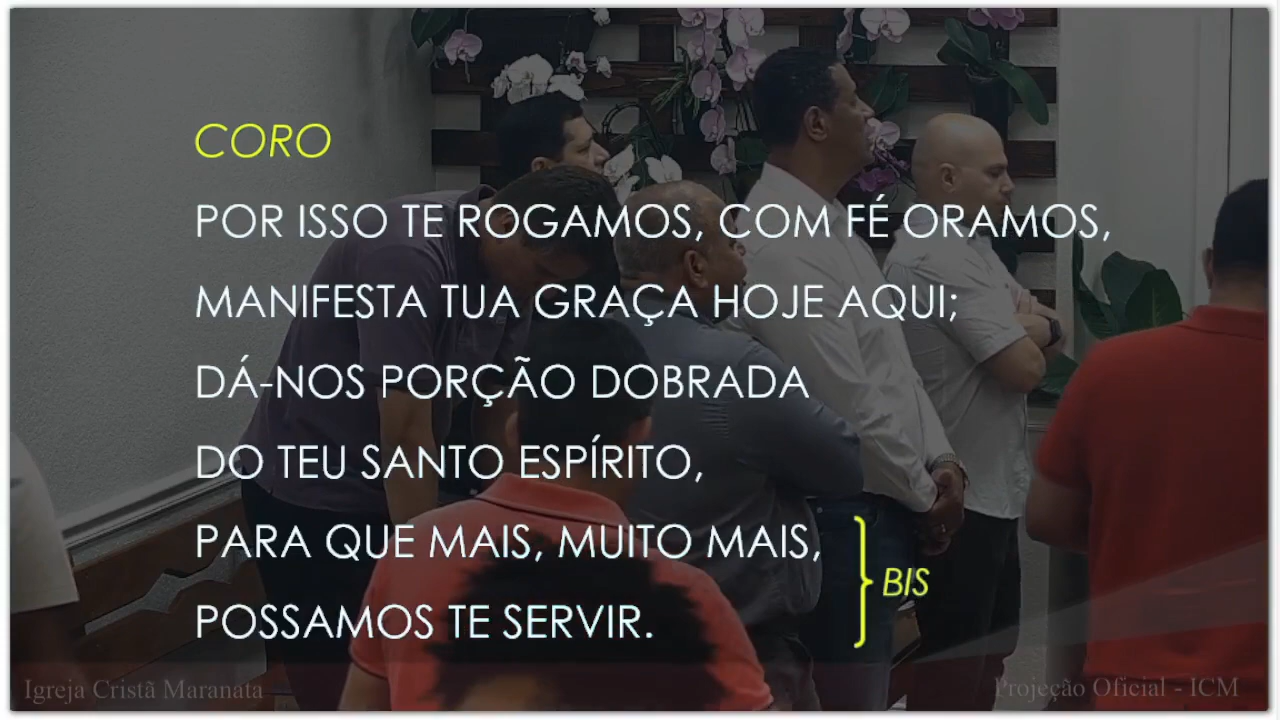 CORO
POR ISSO TE ROGAMOS, COM FÉ ORAMOS,
MANIFESTA TUA GRAÇA HOJE AQUI;
DÁ-NOS PORÇÃO DOBRADA
DO TEU SANTO ESPÍRITO,
PARA QUE MAIS, MUITO MAIS,
POSSAMOS TE SERVIR.
BIS
Igreja Cristã Maranata
Projeção Oficial - ICM